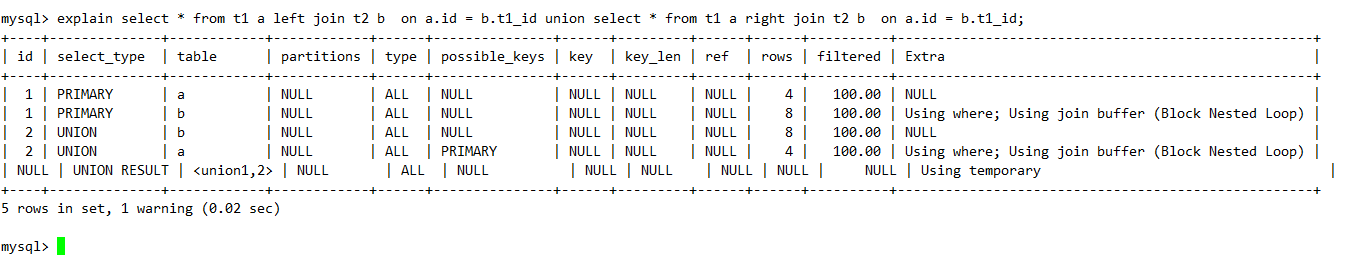 mysql> explain select * from t1 a left join t2 b  on a.id = b.t1_id union select * from t1 a right join t2 b  on a.id = b.t1_id;
+----+--------------+------------+------------+------+---------------+------+---------+------+------+----------+----------------------------------------------------+
| id | select_type  | table      | partitions | type | possible_keys | key  | key_len | ref  | rows | filtered | Extra                                              |
+----+--------------+------------+------------+------+---------------+------+---------+------+------+----------+----------------------------------------------------+
|  1 | PRIMARY      | a          | NULL       | ALL  | NULL          | NULL | NULL    | NULL |    4 |   100.00 | NULL                                               |
|  1 | PRIMARY      | b          | NULL       | ALL  | NULL          | NULL | NULL    | NULL |    8 |   100.00 | Using where; Using join buffer (Block Nested Loop) |
|  2 | UNION        | b          | NULL       | ALL  | NULL          | NULL | NULL    | NULL |    8 |   100.00 | NULL                                               |
|  2 | UNION        | a          | NULL       | ALL  | PRIMARY       | NULL | NULL    | NULL |    4 |   100.00 | Using where; Using join buffer (Block Nested Loop) |
| NULL | UNION RESULT | <union1,2> | NULL       | ALL  | NULL          | NULL | NULL    | NULL | NULL |     NULL | Using temporary                                    |
+----+--------------+------------+------------+------+---------------+------+---------+------+------+----------+----------------------------------------------------+
5 rows in set, 1 warning (0.02 sec)
mysql>